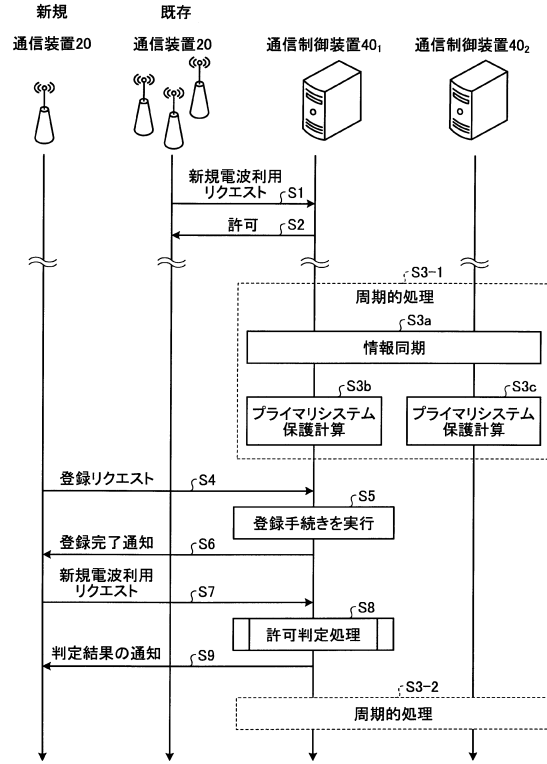 新規
既存
通信装置20
通信装置20
通信制御装置40₁
通信制御装置40₂
新規電波利用
リクエスト
S1
許可
S2
S3-1
周期的処理
S3a
情報同期
S3b
プライマリシステム
保護計算
S3c
プライマリシステム
保護計算
登録リクエスト
S4
S5
登録手続きを実行
登録完了通知
S6
新規電波利用
リクエスト
S7
S8
許可判定処理
判定結果の通知
S9
S3-2
周期的処理